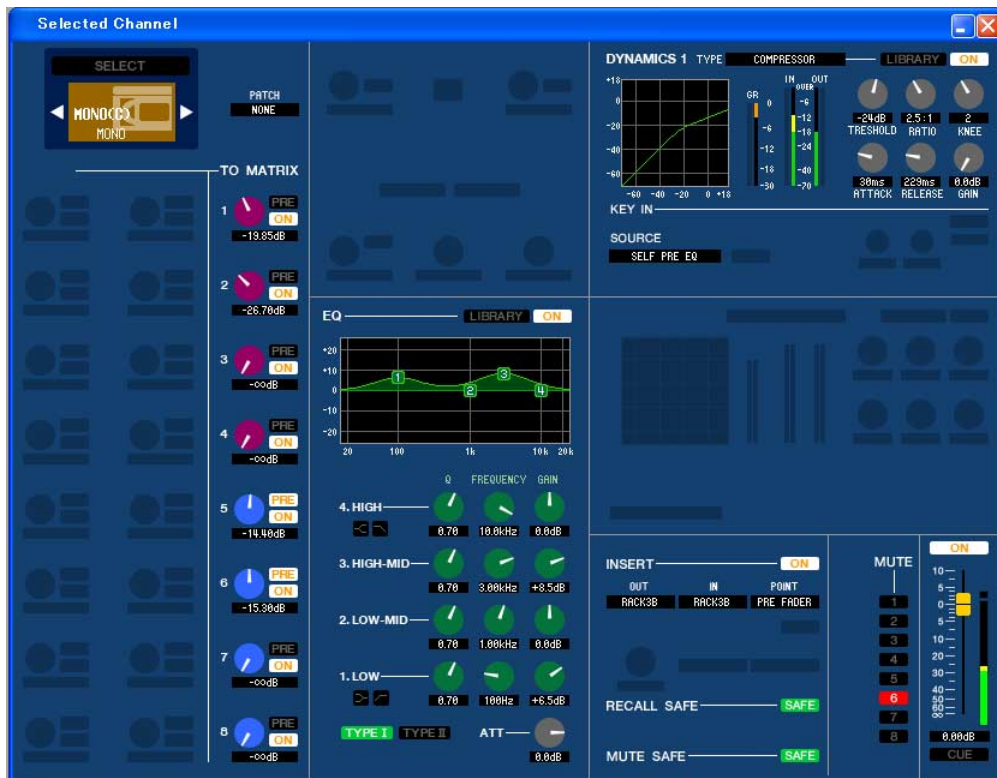 Selected Channel
SELECT
MONO(C)
MONO
PATCH
NONE
TO MATRIX
1
PRE
ON
-19.85dB
2
PRE
ON
-26.70dB
3
PRE
ON
-∞dB
4
PRE
ON
-∞dB
5
PRE
ON
-14.40dB
6
PRE
ON
-15.30dB
7
PRE
ON
-∞dB
8
PRE
ON
-∞dB
EQ
LIBRARY
ON
+20
+10
0
-10
-20
20 100 1k 10k 20k
1 2 3 4
Q FREQUENCY GAIN
4. HIGH
0.70 10.0kHz 0.0dB
3. HIGH-MID
0.70 3.00kHz +8.5dB
2. LOW-MID
0.70 1.00kHz 0.0dB
1. LOW
0.70 100Hz +6.5dB
TYPE I TYPE II ATT
0.0dB
DYNAMICS 1 TYPE COMPRESSOR LIBRARY ON
+18
0
-20
-40
-60
-60 -40 -20 0 +18
GR
0
-6
-12
-18
-30
IN OUT
OVER
-6
-12
-18
-24
-40
-70
-24dB 2.5:1 2
TRESHOLD RATIO KNEE
30ms 229ms 0.0dB
ATTACK RELEASE GAIN
KEY IN
SOURCE
SELF PRE EQ
INSERT ON
OUT IN POINT
RACK3B RACK3B PRE FADER
RECALL SAFE SAFE
MUTE SAFE SAFE
MUTE
1
2
3
4
5
6
7
8
ON
10
5
0
5
10
20
30
40
50
60
∞
0.00dB
CUE